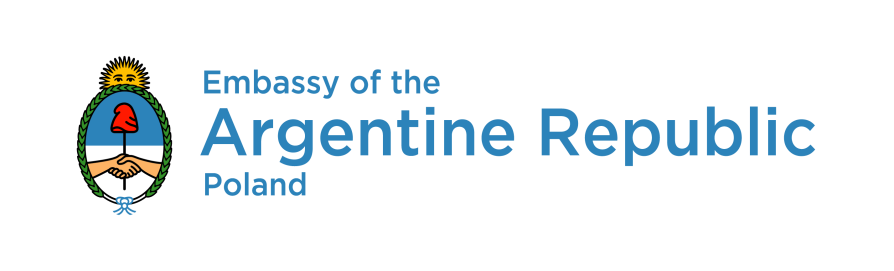 Embassy of the
Argentine Republic
Poland